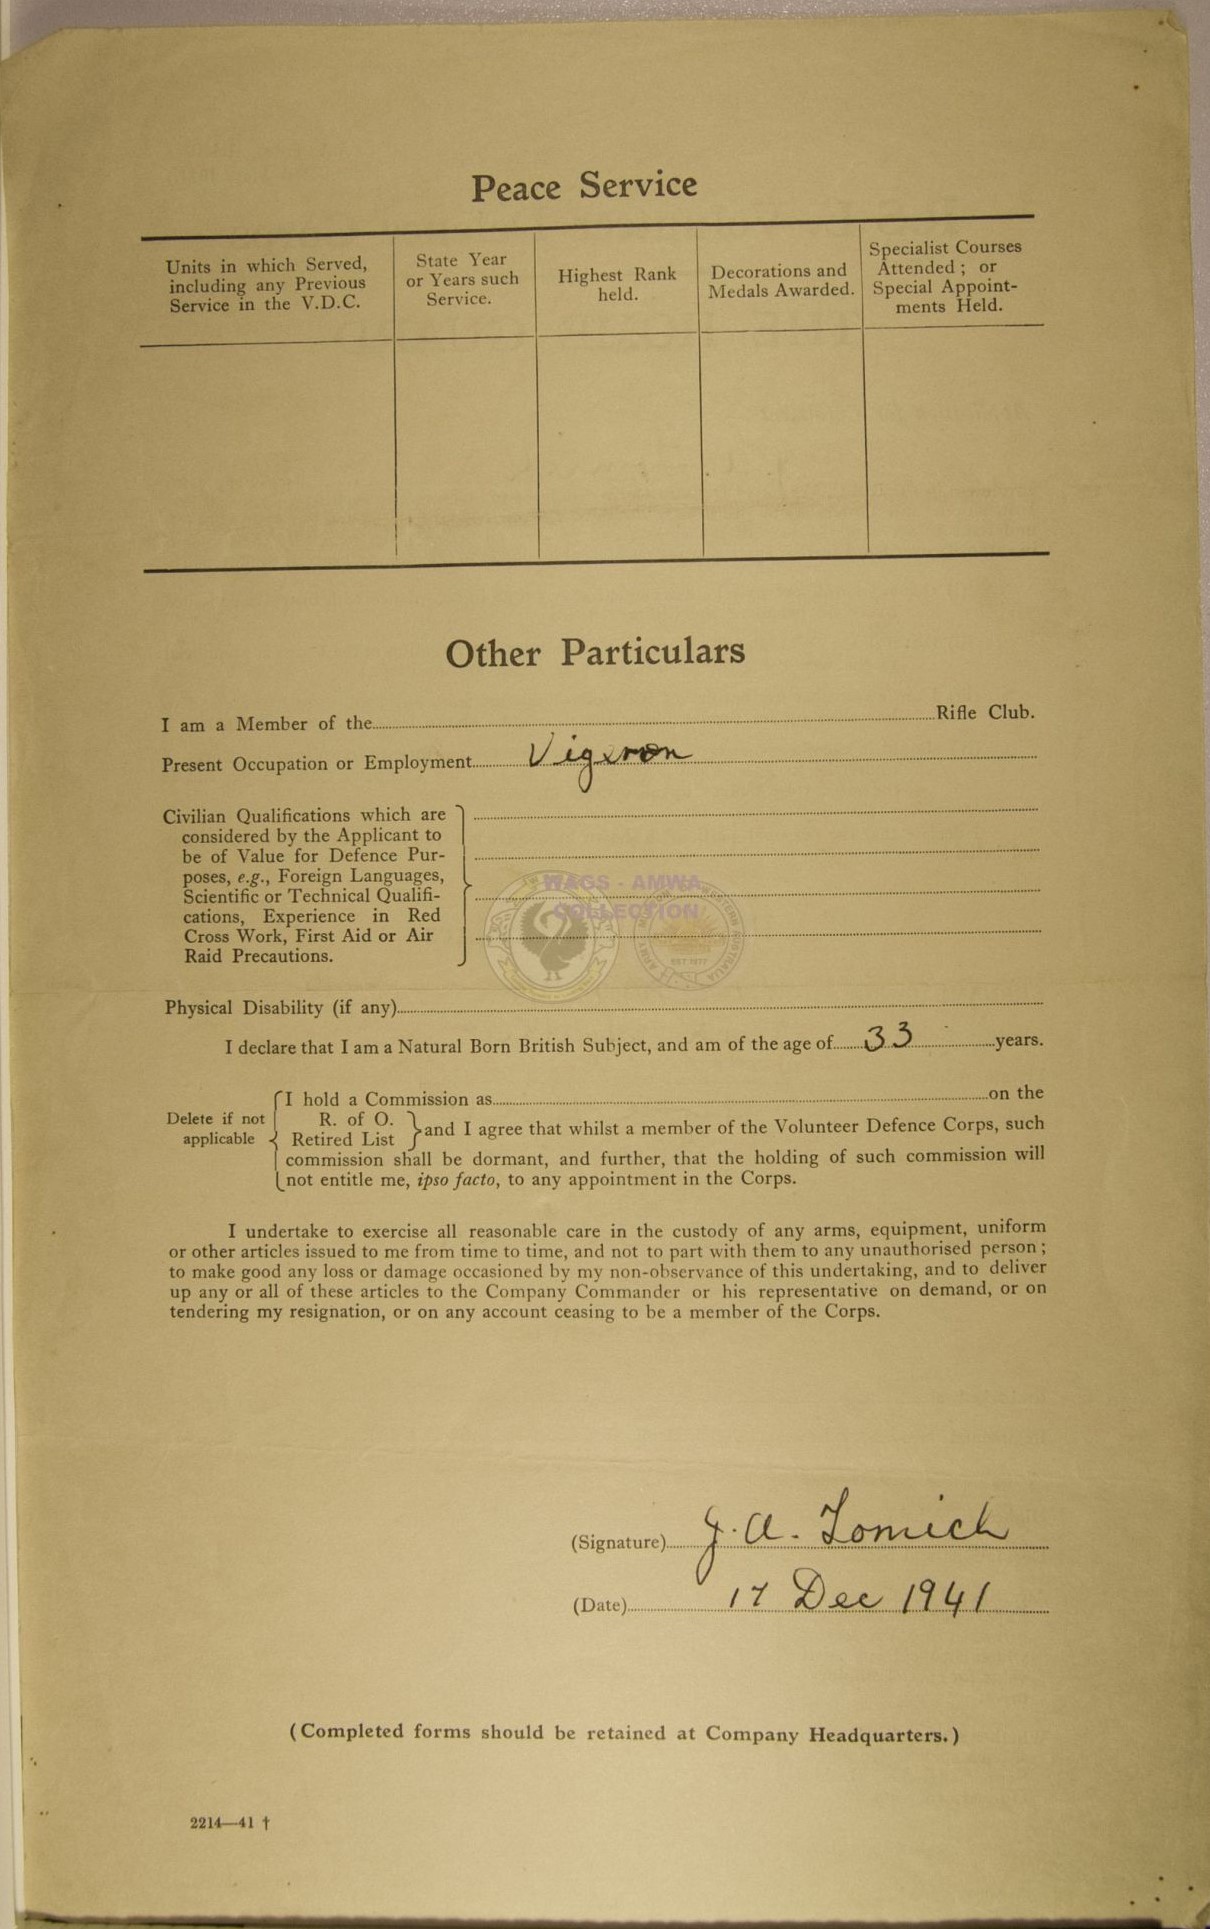 Peace Service
Units in which Served,
including any Previous
Service in the V.D.C.
State Year
or Years such
Service.
Highest Rank
held.
Decorations and
Medals Awarded.
Specialist Courses
Attended ; or
Special Appoint-
ments Held.
Other Particulars
I am a Member of the Rifle Club.
Present Occupation or Employment Vigeron
Civilian Qualifications which are
considered by the Applicant to
be of Value for Defence Pur-
poses, e.g., Foreign Languages,
Scientific or Technical Qualifi-
cations, Experience in Red
Cross Work, First Aid or Air
Raid Precautions.
WAGS - AMWA
COLLECTION
Physical Disability (if any)
I declare that I am a Natural Born British Subject, and am of the age of 33 years.
Delete if not
applicable
I hold a Commission as on the
R. of O.
Retired List
and I agree that whilst a member of the Volunteer Defence Corps, such
commission shall be dormant, and further, that the holding of such commission will
not entitle me, ipso facto, to any appointment in the Corps.
I undertake to exercise all reasonable care in the custody of any arms, equipment, uniform
or other articles issued to me from time to time, and not to part with them to any unauthorised person ;
to make good any loss or damage occasioned by my non-observance of this undertaking, and to deliver
up any or all of these articles to the Company Commander or his representative on demand, or on
tendering my resignation, or on any account ceasing to be a member of the Corps.
(Signature) J. A. Tomich
(Date) 17 Dec 1941
(Completed forms should be retained at Company Headquarters.)
2214—41 †